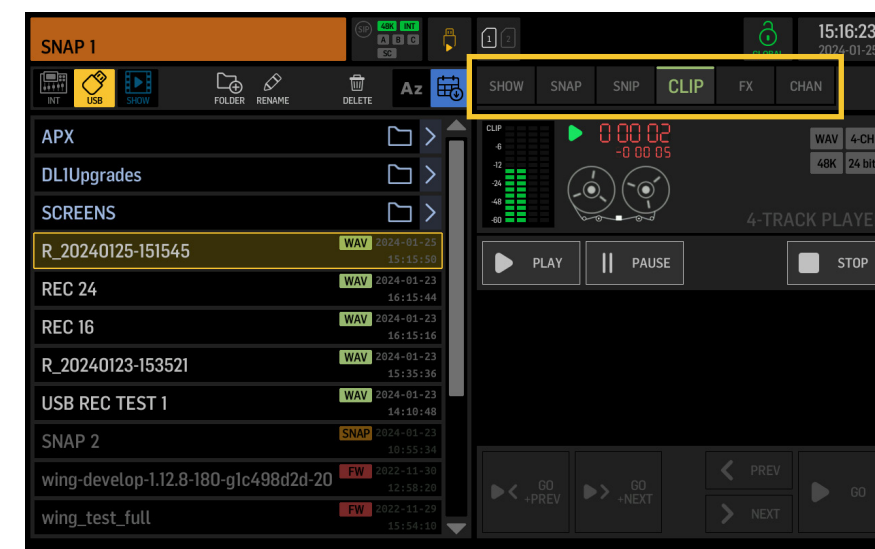 SNAP 1
SIP
48K INT
A B C
SC
1 2
GLOBAL
15:16:23
2024-01-25
INT
USB
SHOW
FOLDER
RENAME
DELETE
Az
SHOW SNAP SNIP CLIP FX CHAN
APX
DL1Upgrades
SCREENS
R_20240125-151545 WAV 2024-01-25
15:15:50
REC 24 WAV 2024-01-23
16:15:44
REC 16 WAV 2024-01-23
16:15:16
R_20240123-153521 WAV 2024-01-23
15:35:36
USB REC TEST 1 WAV 2024-01-23
14:10:48
SNAP 2 SNAP 2024-01-23
10:55:34
wing-develop-1.12.8-180-g1c498d2d-20 FW 2022-11-30
12:58:20
wing_test_full FW 2022-11-29
15:54:10
CLIP
-6
-12
-24
-48
-60
0 00 02
-0 00 05
WAV 4-CH
48K 24 bit
4-TRACK PLAYE
PLAY
PAUSE
STOP
GO
+PREV
GO
+NEXT
PREV
NEXT
GO